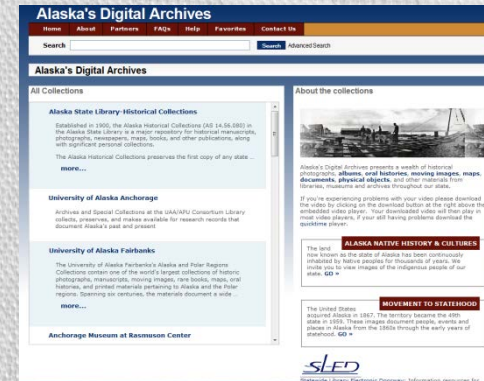 Alaska's Digital Archives
Home About Partners FAQs Help Favorites Contact Us
Search Search Advanced Search
Alaska's Digital Archives
All Collections
Alaska State Library-Historical Collections
Established in 1900, the Alaska Historical Collections (AS 14.56.080) in
the Alaska State Library is a major repository for historical manuscripts,
photographs, newspapers, maps, books, and other publications, along
with significant personal collections.
The Alaska Historical Collections preserves the first copy of any state ..
more...
University of Alaska Anchorage
Archives and Special Collections at the UAA/APU Consortium Library
collects, preserves, and makes available for research records that
document Alaska's past and present
University of Alaska Fairbanks
The University of Alaska Fairbanks's Alaska and Polar Regions
Collections contain one of the world's largest collections of historic
photographs, manuscripts, moving images, rare books, maps, oral
histories, and printed materials pertaining to Alaska and the Polar
regions. Spanning six centuries, the materials document a wide ..
more...
Anchorage Museum at Rasmuson Center
About the collections
Alaska's Digital Archives presents a wealth of historical
photographs, albums, oral histories, moving images, maps,
documents, physical objects, and other materials from
libraries, museums and archives throughout our state.
If you're experiencing problems with your video please download
the video by clicking on the download button at the right above the
embedded video player. Your downloaded video will then play in
most video players, if your still having problems download the
quicktime player.
ALASKA NATIVE HISTORY & CULTURES
The land
now known as the state of Alaska has been continuously
inhabited by Native peoples for thousands of years. We
invite you to view images of the indigenous people of our
state. GO »
MOVEMENT TO STATEHOOD
The United States
acquired Alaska in 1867. The territory became the 49th
state in 1959. These images document people, events and
places in Alaska from the 1860s through the early years of
statehood. GO »
SLED
Statewide Library Electronic Doorway: Information resources for